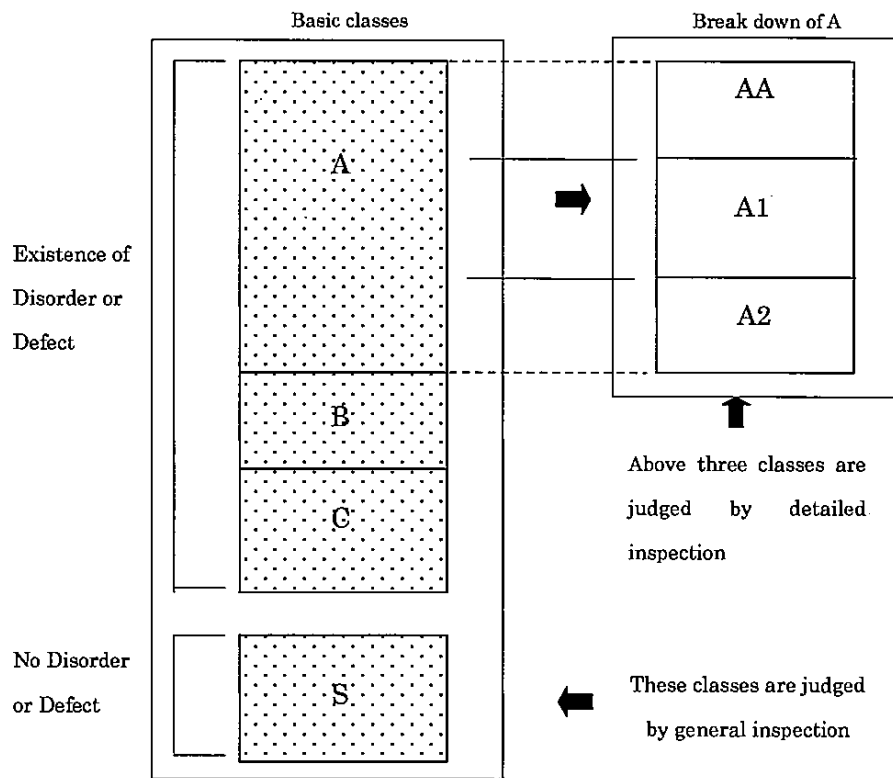 Basic classes
Break down of A
A
AA
A1
A2
Existence of
Disorder or
Defect
B
C
Above three classes are
judged by detailed
inspection
No Disorder
or Defect
S
These classes are judged
by general inspection